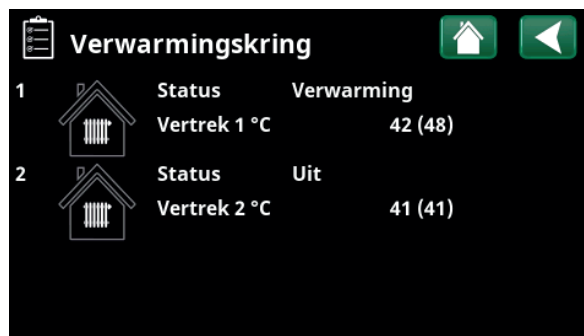 Verwarmingskring
1 Status Verwarming
Vertrek 1 °C 42 (48)
2 Status Uit
Vertrek 2 °C 41 (41)